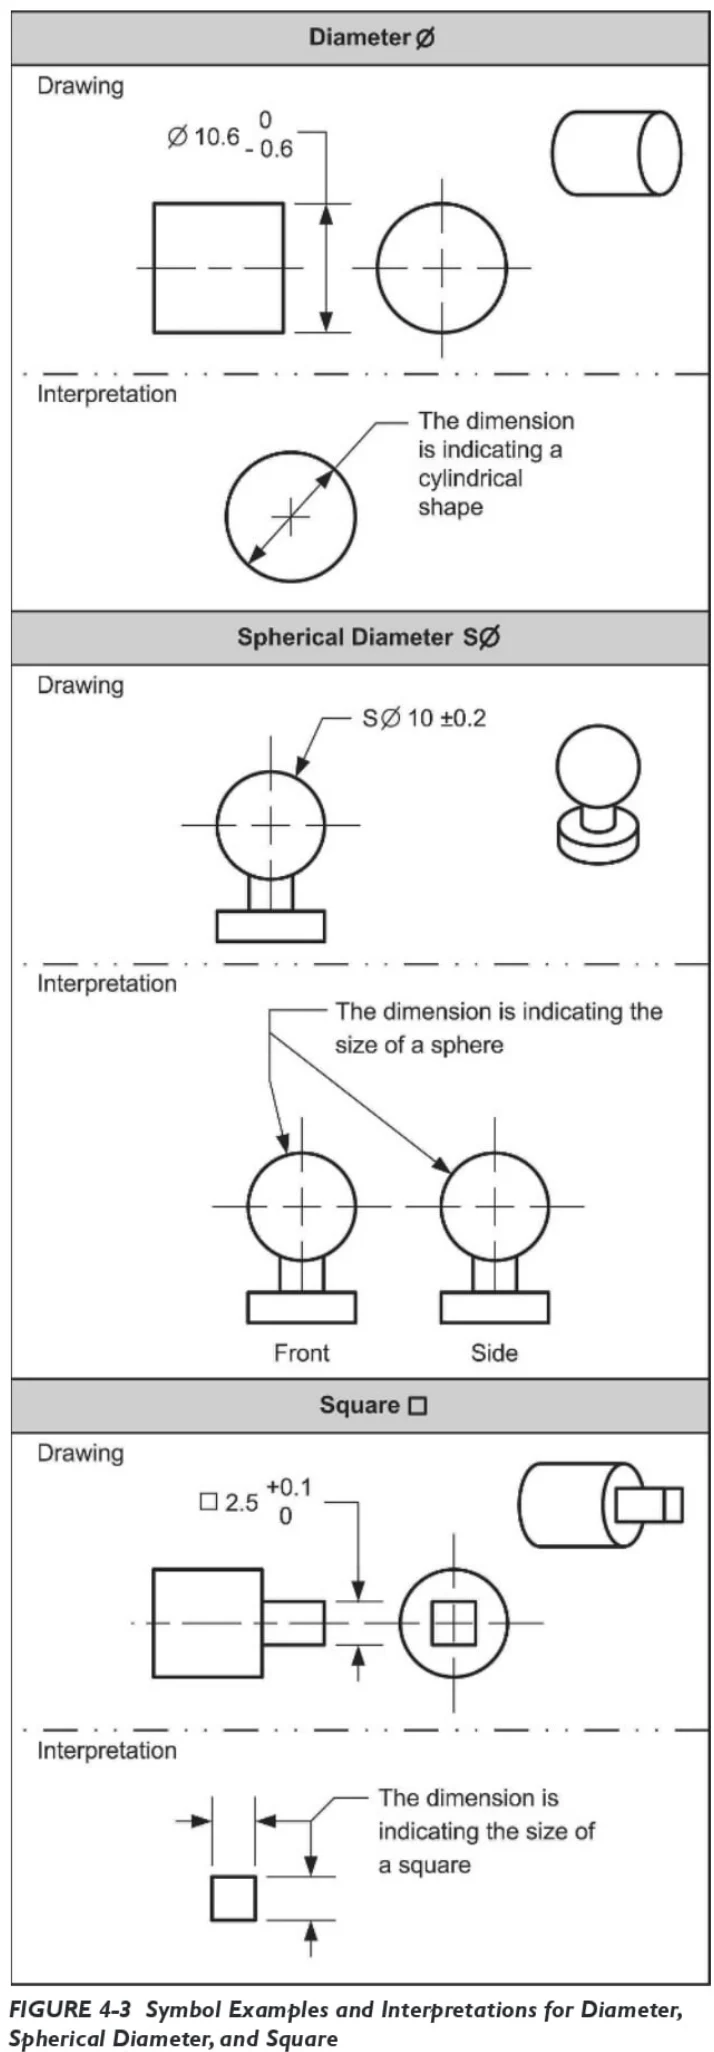 Diameter ⌀
Drawing
⌀ 10.6 0
- 0.6
Interpretation
The dimension
is indicating a
cylindrical
shape
Spherical Diameter S⌀
Drawing
S⌀ 10 ±0.2
Interpretation
The dimension is indicating the
size of a sphere
Front Side
Square □
Drawing
□ 2.5 +0.1
0
Interpretation
The dimension is
indicating the size of
a square
FIGURE 4-3 Symbol Examples and Interpretations for Diameter,
Spherical Diameter, and Square